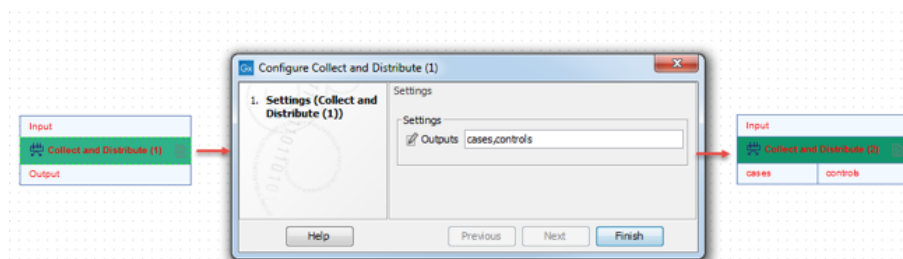 Gx Configure Collect and Distribute (1)
x
1. Settings (Collect and
Distribute (1))
Settings
Settings
Outputs cases,controls
Help
Previous
Next
Finish
Input
Collect and Distribute (1)
Output
Input
Collect and Distribute (2)
cases
controls